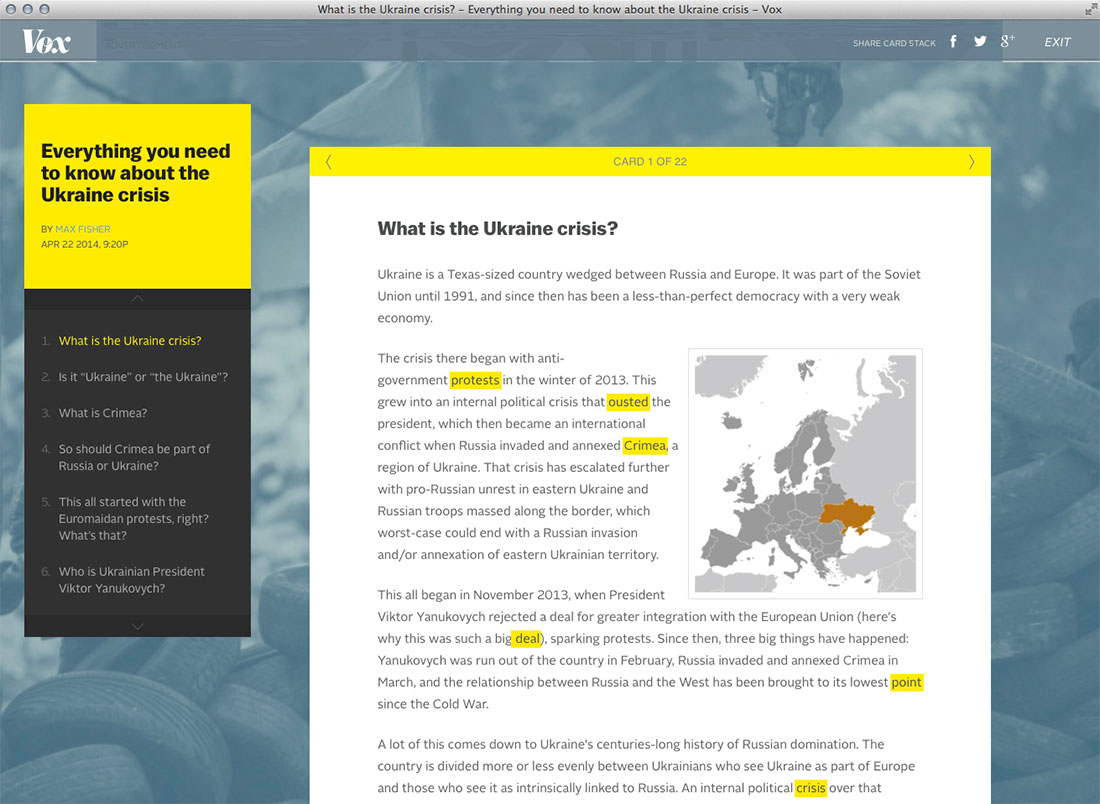 What is the Ukraine crisis? – Everything you need to know about the Ukraine crisis – Vox
Vox
ADVERTISEMENT
SHARE CARD STACK
EXIT
Everything you need
to know about the
Ukraine crisis
BY MAX FISHER
APR 22 2014, 9:20P
1. What is the Ukraine crisis?
2. Is it “Ukraine” or “the Ukraine”?
3. What is Crimea?
4. So should Crimea be part of
Russia or Ukraine?
5. This all started with the
Euromaidan protests, right?
What’s that?
6. Who is Ukrainian President
Viktor Yanukovych?
CARD 1 OF 22
What is the Ukraine crisis?
Ukraine is a Texas-sized country wedged between Russia and Europe. It was part of the Soviet
Union until 1991, and since then has been a less-than-perfect democracy with a very weak
economy.
The crisis there began with anti-
government protests in the winter of 2013. This
grew into an internal political crisis that ousted the
president, which then became an international
conflict when Russia invaded and annexed Crimea, a
region of Ukraine. That crisis has escalated further
with pro-Russian unrest in eastern Ukraine and
Russian troops massed along the border, which
worst-case could end with a Russian invasion
and/or annexation of eastern Ukrainian territory.
This all began in November 2013, when President
Viktor Yanukovych rejected a deal for greater integration with the European Union (here's
why this was such a big deal), sparking protests. Since then, three big things have happened:
Yanukovych was run out of the country in February, Russia invaded and annexed Crimea in
March, and the relationship between Russia and the West has been brought to its lowest point
since the Cold War.
A lot of this comes down to Ukraine's centuries-long history of Russian domination. The
country is divided more or less evenly between Ukrainians who see Ukraine as part of Europe
and those who see it as intrinsically linked to Russia. An internal political crisis over that